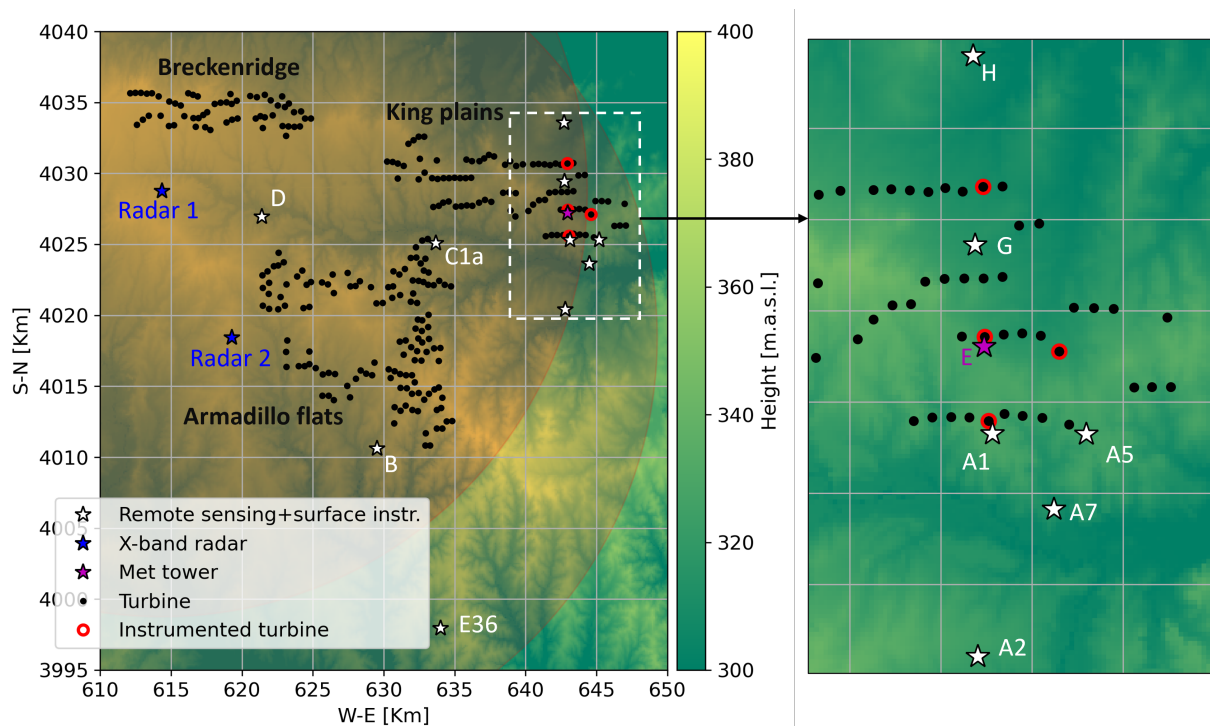 4040
4035
4030
4025
4020
4015
4010
4005
4000
3995
S-N [Km]
610
615
620
625
630
635
640
645
650
W-E [Km]
Breckenridge
King plains
Radar 1
D
C1a
Radar 2
Armadillo flats
B
E36
Remote sensing+surface instr.
X-band radar
Met tower
Turbine
Instrumented turbine
400
380
360
340
320
300
Height [m.a.s.l.]
H
G
E
A1
A5
A7
A2